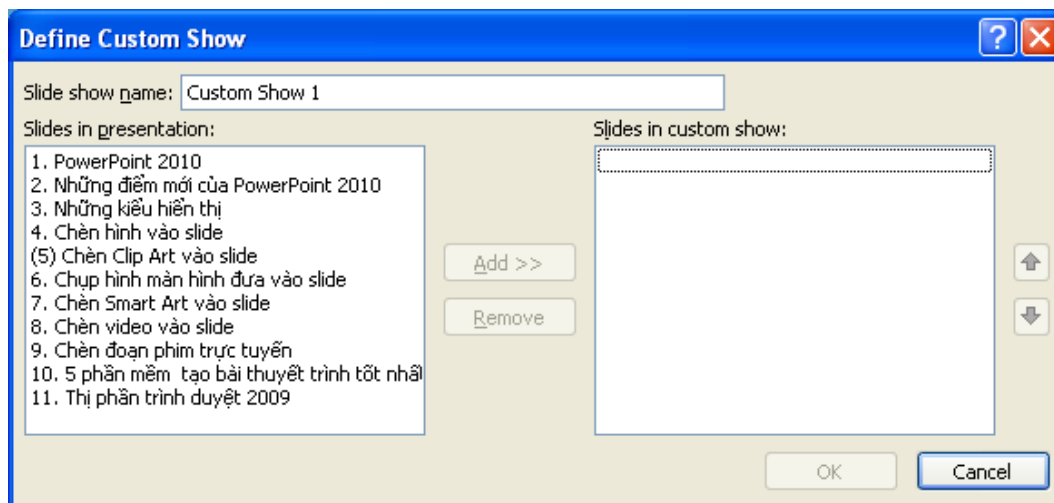 Define Custom Show
Slide show name: Custom Show 1
Slides in presentation:
1. PowerPoint 2010
2. Những điểm mới của PowerPoint 2010
3. Những kiểu hiển thị
4. Chèn hình vào slide
(5) Chèn Clip Art vào slide
6. Chụp hình màn hình đưa vào slide
7. Chèn Smart Art vào slide
8. Chèn video vào slide
9. Chèn đoạn phim trực tuyến
10. 5 phần mềm tạo bài thuyết trình tốt nhất
11. Thị phần trình duyệt 2009
Add >>
Remove
Slides in custom show:
OK
Cancel